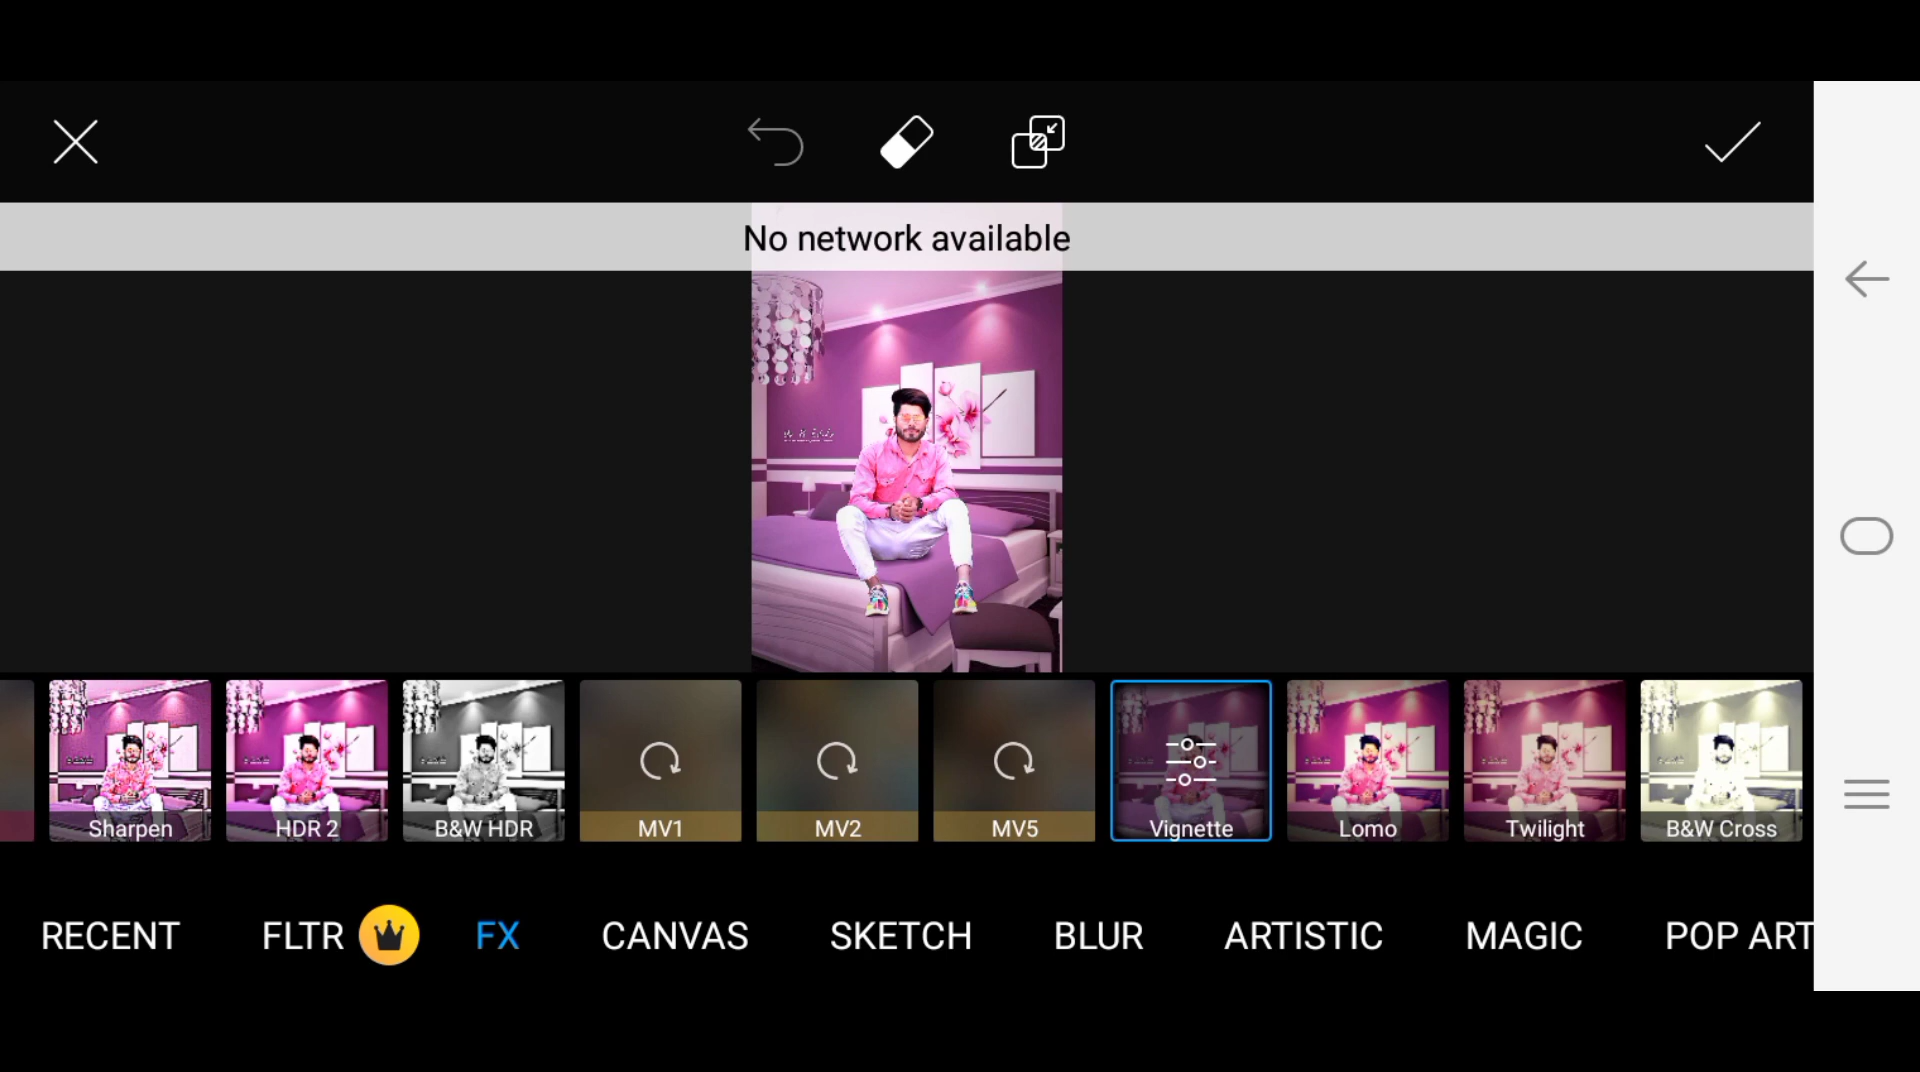 No network available
Sharpen
HDR 2
B&W HDR
MV1
MV2
MV5
Vignette
Lomo
Twilight
B&W Cross
RECENT
FLTR
FX
CANVAS
SKETCH
BLUR
ARTISTIC
MAGIC
POP ART